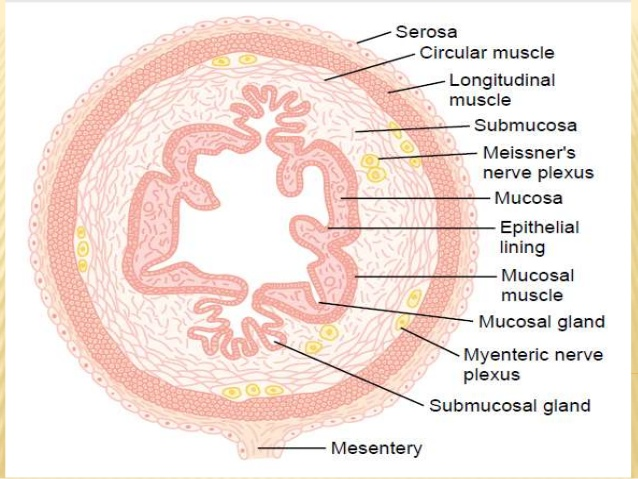 Serosa
Circular muscle
Longitudinal
muscle
Submucosa
Meissner's
nerve plexus
Mucosa
Epithelial
lining
Mucosal
muscle
Mucosal gland
Myenteric nerve
plexus
Submucosal gland
Mesentery